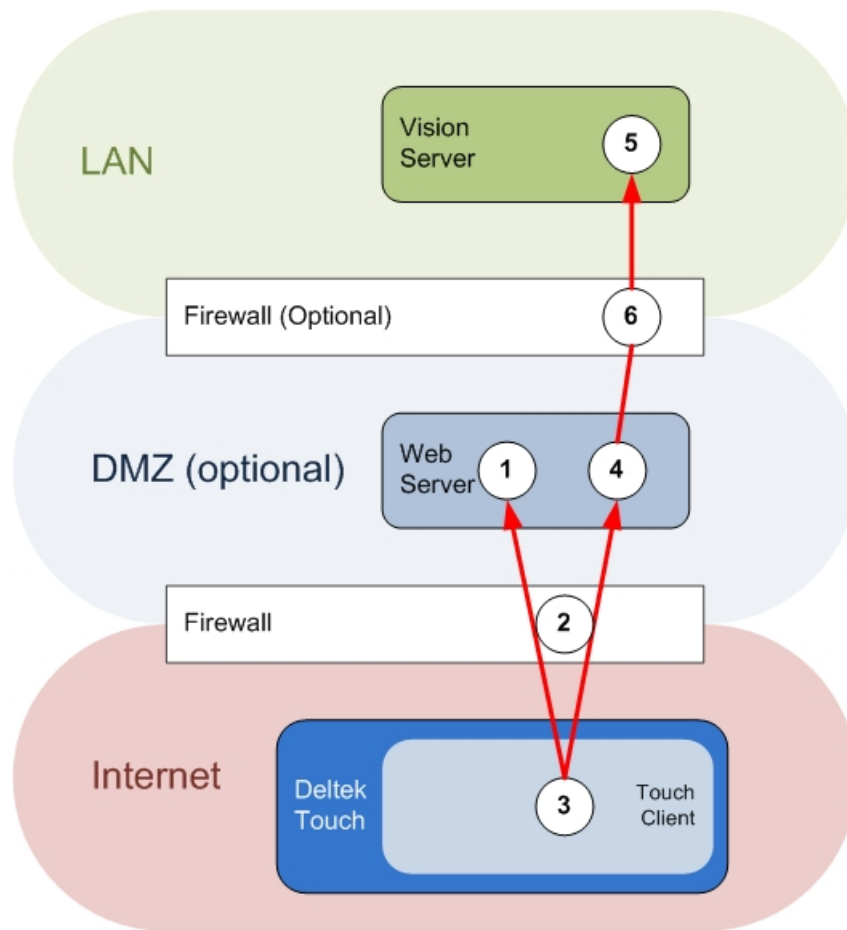 Vision
Server
5
LAN
Firewall (Optional)
6
DMZ (optional)
Web
Server
1
4
Firewall
2
Internet
Deltek
Touch
3
Touch
Client